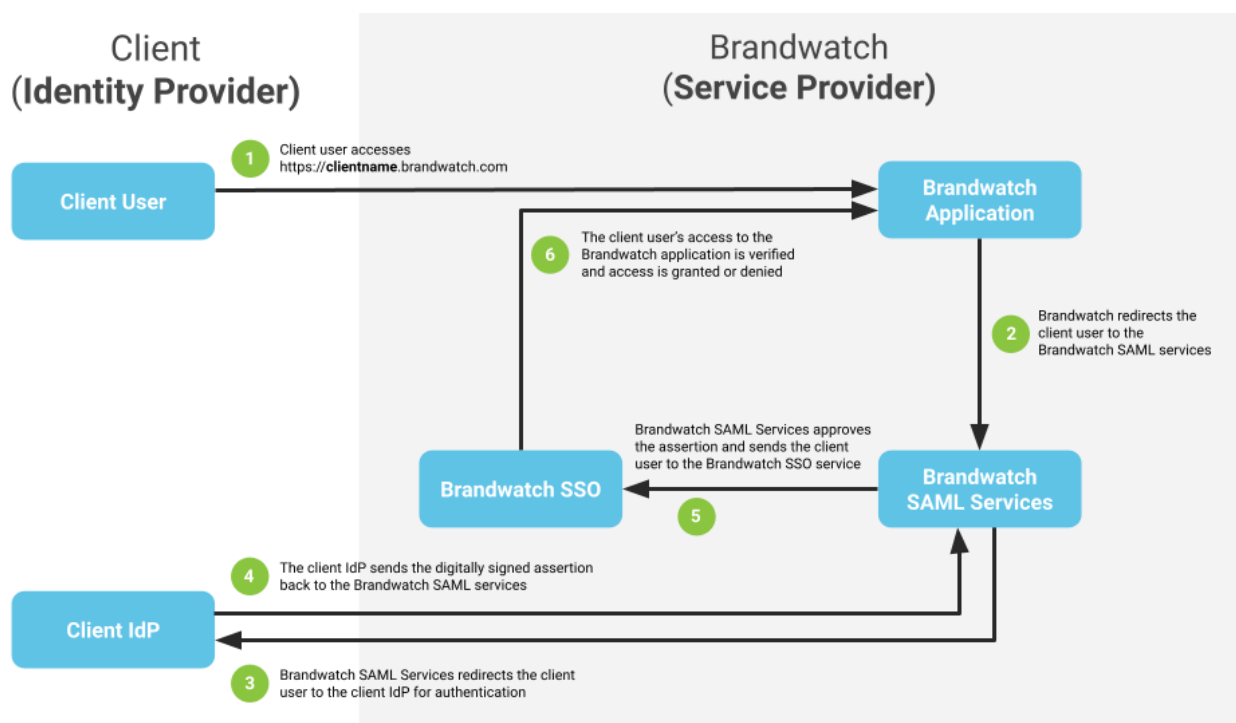 Client
(Identity Provider)
Brandwatch
(Service Provider)
1
Client user accesses
https://clientname.brandwatch.com
Client User
Brandwatch
Application
6
The client user’s access to the
Brandwatch application is verified
and access is granted or denied
2
Brandwatch redirects the
client user to the
Brandwatch SAML services
Brandwatch SAML Services approves
the assertion and sends the client
user to the Brandwatch SSO service
Brandwatch SSO
5
Brandwatch
SAML Services
4
The client IdP sends the digitally signed assertion
back to the Brandwatch SAML services
Client IdP
3
Brandwatch SAML Services redirects the client
user to the client IdP for authentication